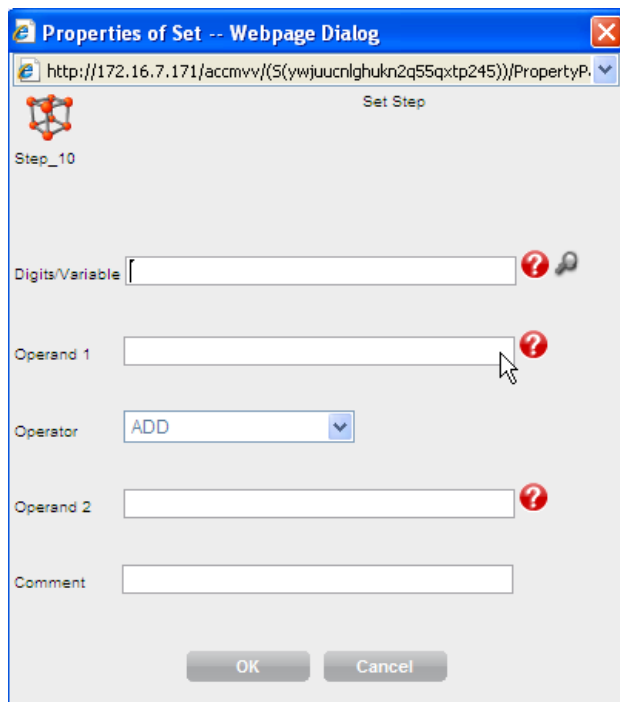 Properties of Set -- Webpage Dialog
http://172.16.7.171/accmvv/(S(ywjuucnlghukn2q55qxtp245))/PropertyP.
Set Step
Step_10
Digits/Variable
Operand 1
Operator ADD
Operand 2
Comment
OK Cancel